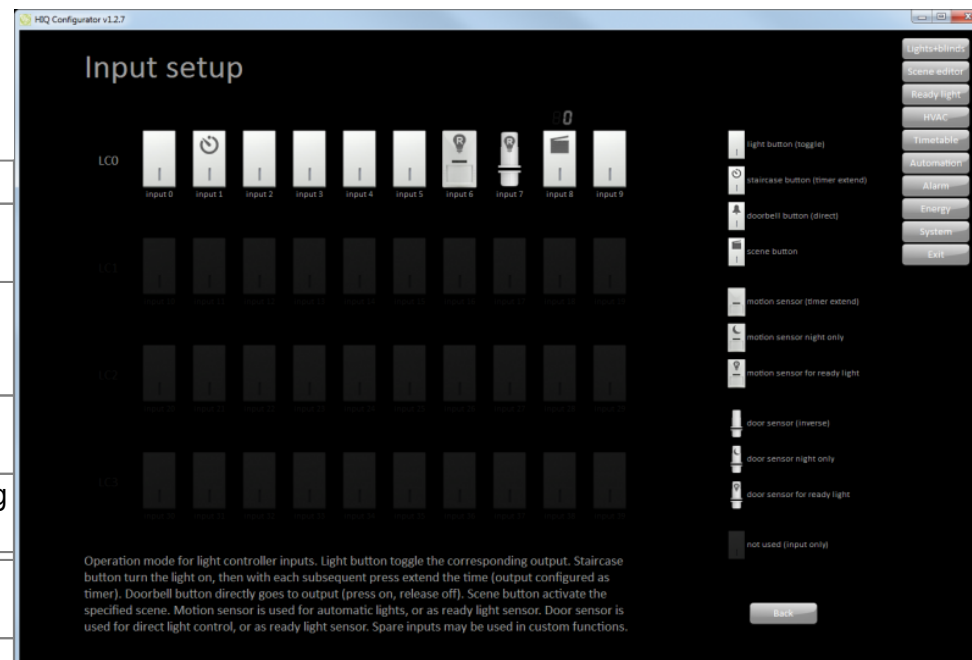 HIQ Configurator v1.2.7
Input setup
Lights+blinds
Scene editor
Ready light
HVAC
Timetable
Automation
Alarm
Energy
System
Exit
0
LC0
R R
input 0 input 1 input 2 input 3 input 4 input 5 input 6 input 7 input 8 input 9
LC1
LC2
LC3
light button (toggle)
staircase button (timer extend)
doorbell button (direct)
scene button
motion sensor (timer extend)
motion sensor night only
motion sensor for ready light
door sensor (inverse)
door sensor night only
door sensor for ready light
not used (input only)
g
Operation mode for light controller inputs. Light button toggle the corresponding output. Staircase
button turn the light on, then with each subsequent press extend the time (output configured as
timer). Doorbell button directly goes to output (press on, release off). Scene button activate the
specified scene. Motion sensor is used for automatic lights, or as ready light sensor. Door sensor is
used for direct light control, or as ready light sensor. Spare inputs may be used in custom functions.
Back